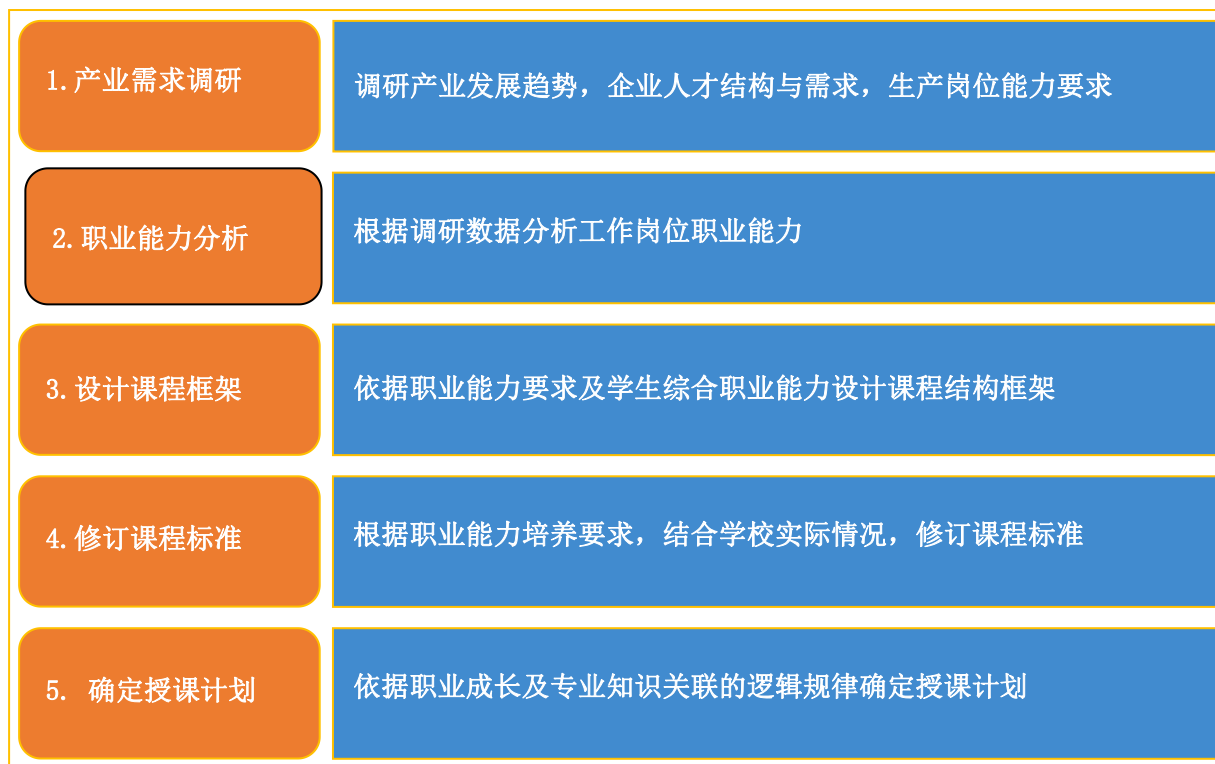 1.产业需求调研
调研产业发展趋势，企业人才结构与需求，生产岗位能力要求
2.职业能力分析
根据调研数据分析工作岗位职业能力
3.设计课程框架
依据职业能力要求及学生综合职业能力设计课程结构框架
4.修订课程标准
根据职业能力培养要求，结合学校实际情况，修订课程标准
5. 确定授课计划
依据职业成长及专业知识关联的逻辑规律确定授课计划